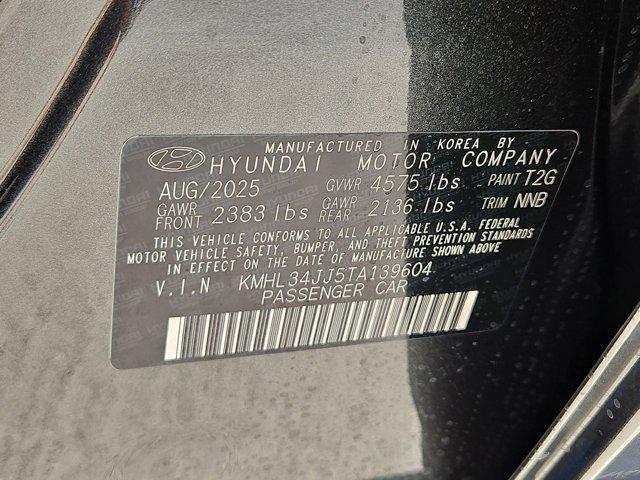 MANUFACTURED IN KOREA BY
HYUNDAI MOTOR COMPANY
AUG/2025 GVWR 4575 lbs PAINT T2G
GAWR FRONT 2383 lbs GAWR REAR 2136 lbs TRIM NNB
THIS VEHICLE CONFORMS TO ALL APPLICABLE U.S.A. FEDERAL
MOTOR VEHICLE SAFETY, BUMPER, AND THEFT PREVENTION STANDARDS
IN EFFECT ON THE DATE OF MANUFACTURE SHOWN ABOVE
V.I.N KMHL34JJ5TA139604
PASSENGER CAR